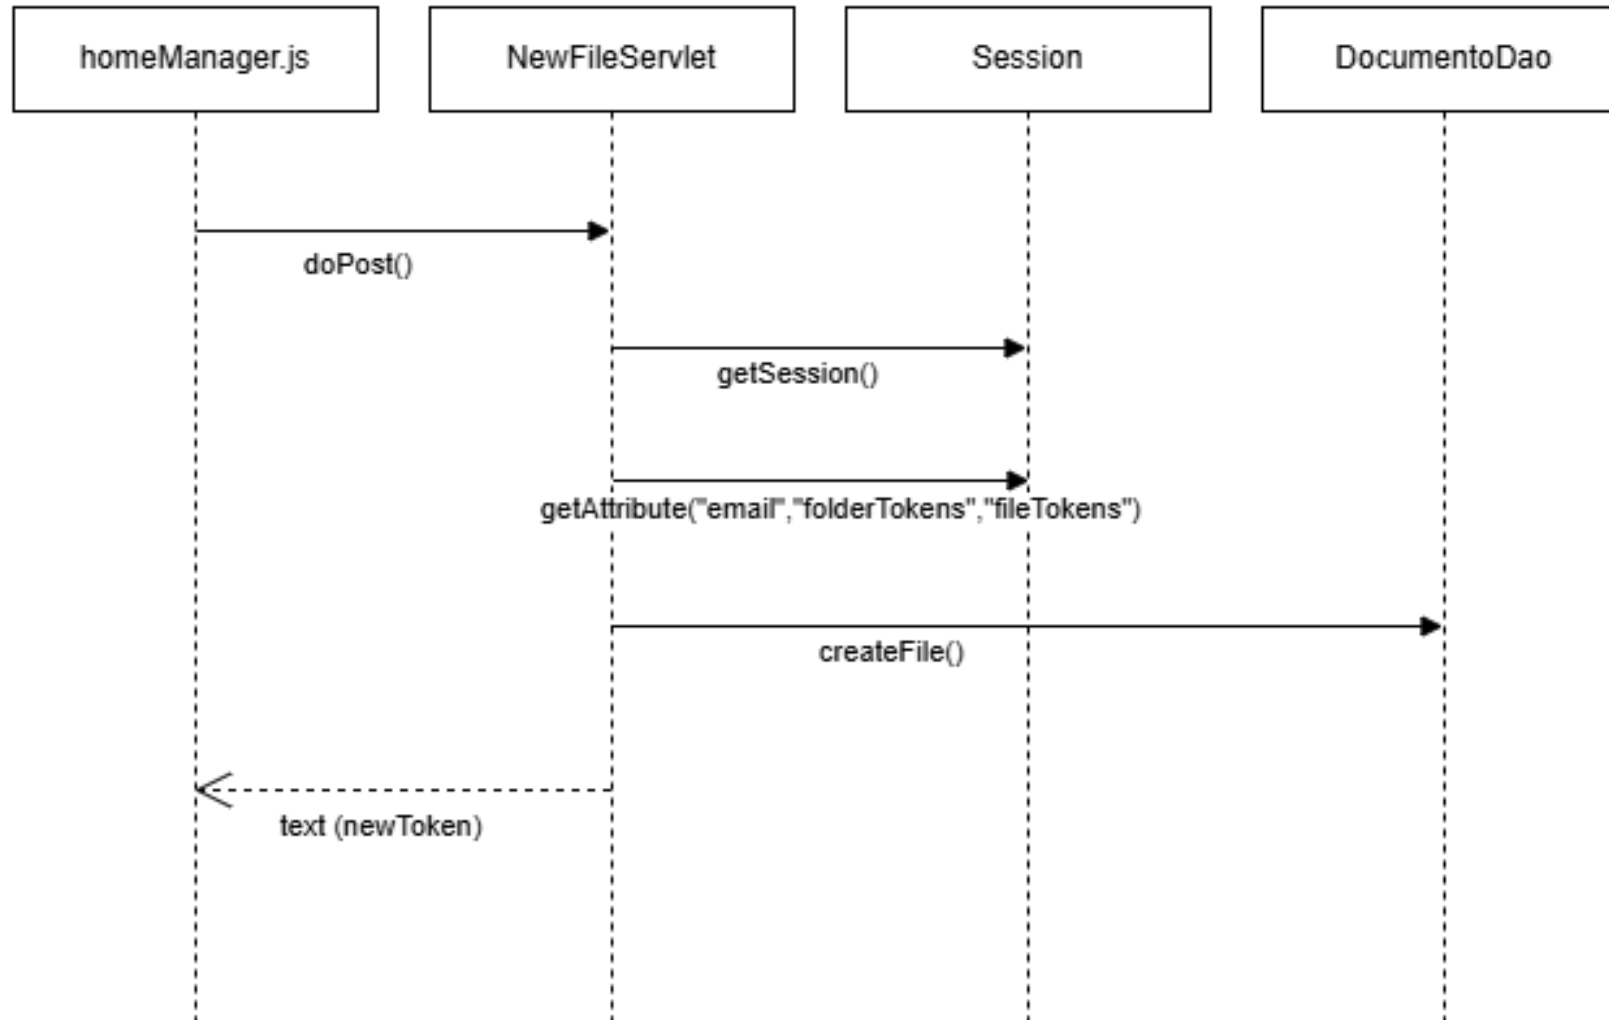 homeManager.js
NewFileServlet
Session
DocumentoDao
doPost()
getSession()
getAttribute("email","folderTokens","fileTokens")
createFile()
text (newToken)